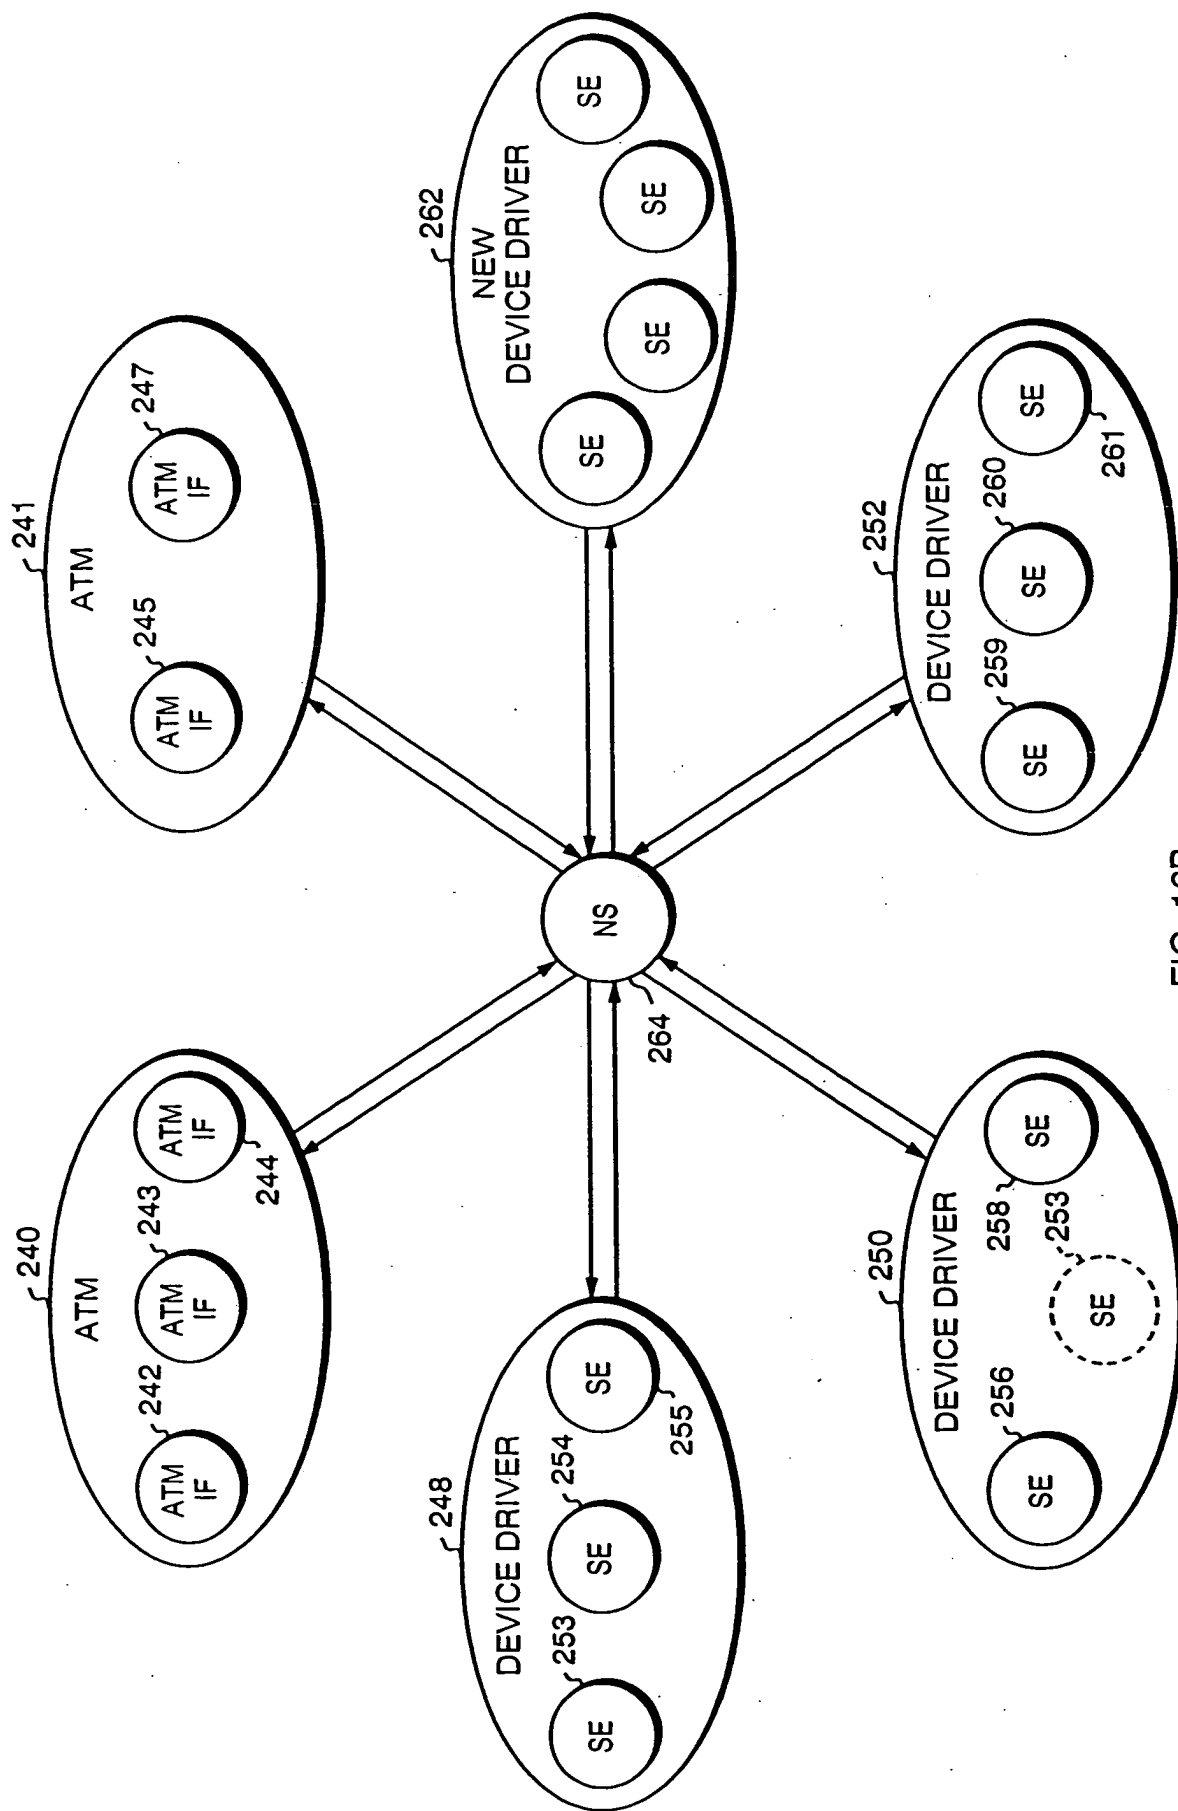 240
ATM
242
ATM
IF
243
ATM
IF
ATM
IF
244
241
ATM
245
ATM
IF
247
ATM
IF
248
DEVICE DRIVER
253
SE
254
SE
SE
255
NS
264
262
NEW
DEVICE DRIVER
SE
SE
SE
SE
250
DEVICE DRIVER
256
SE
253
SE
258
SE
252
DEVICE DRIVER
259
SE
260
SE
SE
261